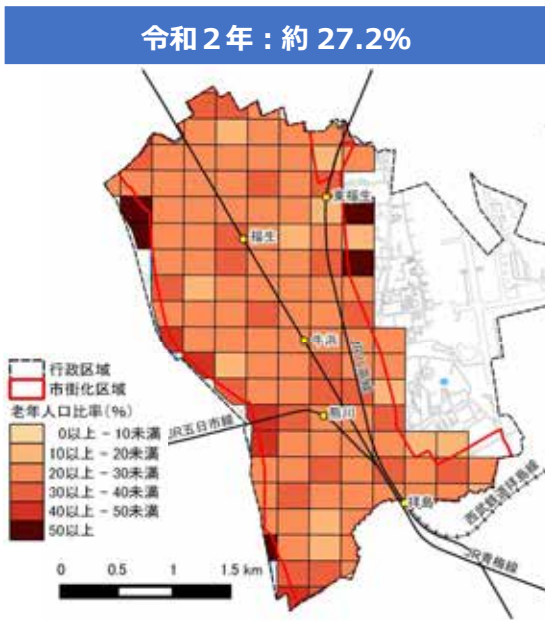 令和２年：約 27.2%
東福生
福生
牛浜
JR八高線
行政区域
市街化区域
老年人口比率(%)
0以上 - 10未満
10以上 - 20未満
20以上 - 30未満
30以上 - 40未満
40以上 - 50未満
50以上
JR五日市線
熊川
拝島
西武鉄道拝島線
JR青梅線
0 0.5 1 1.5 km